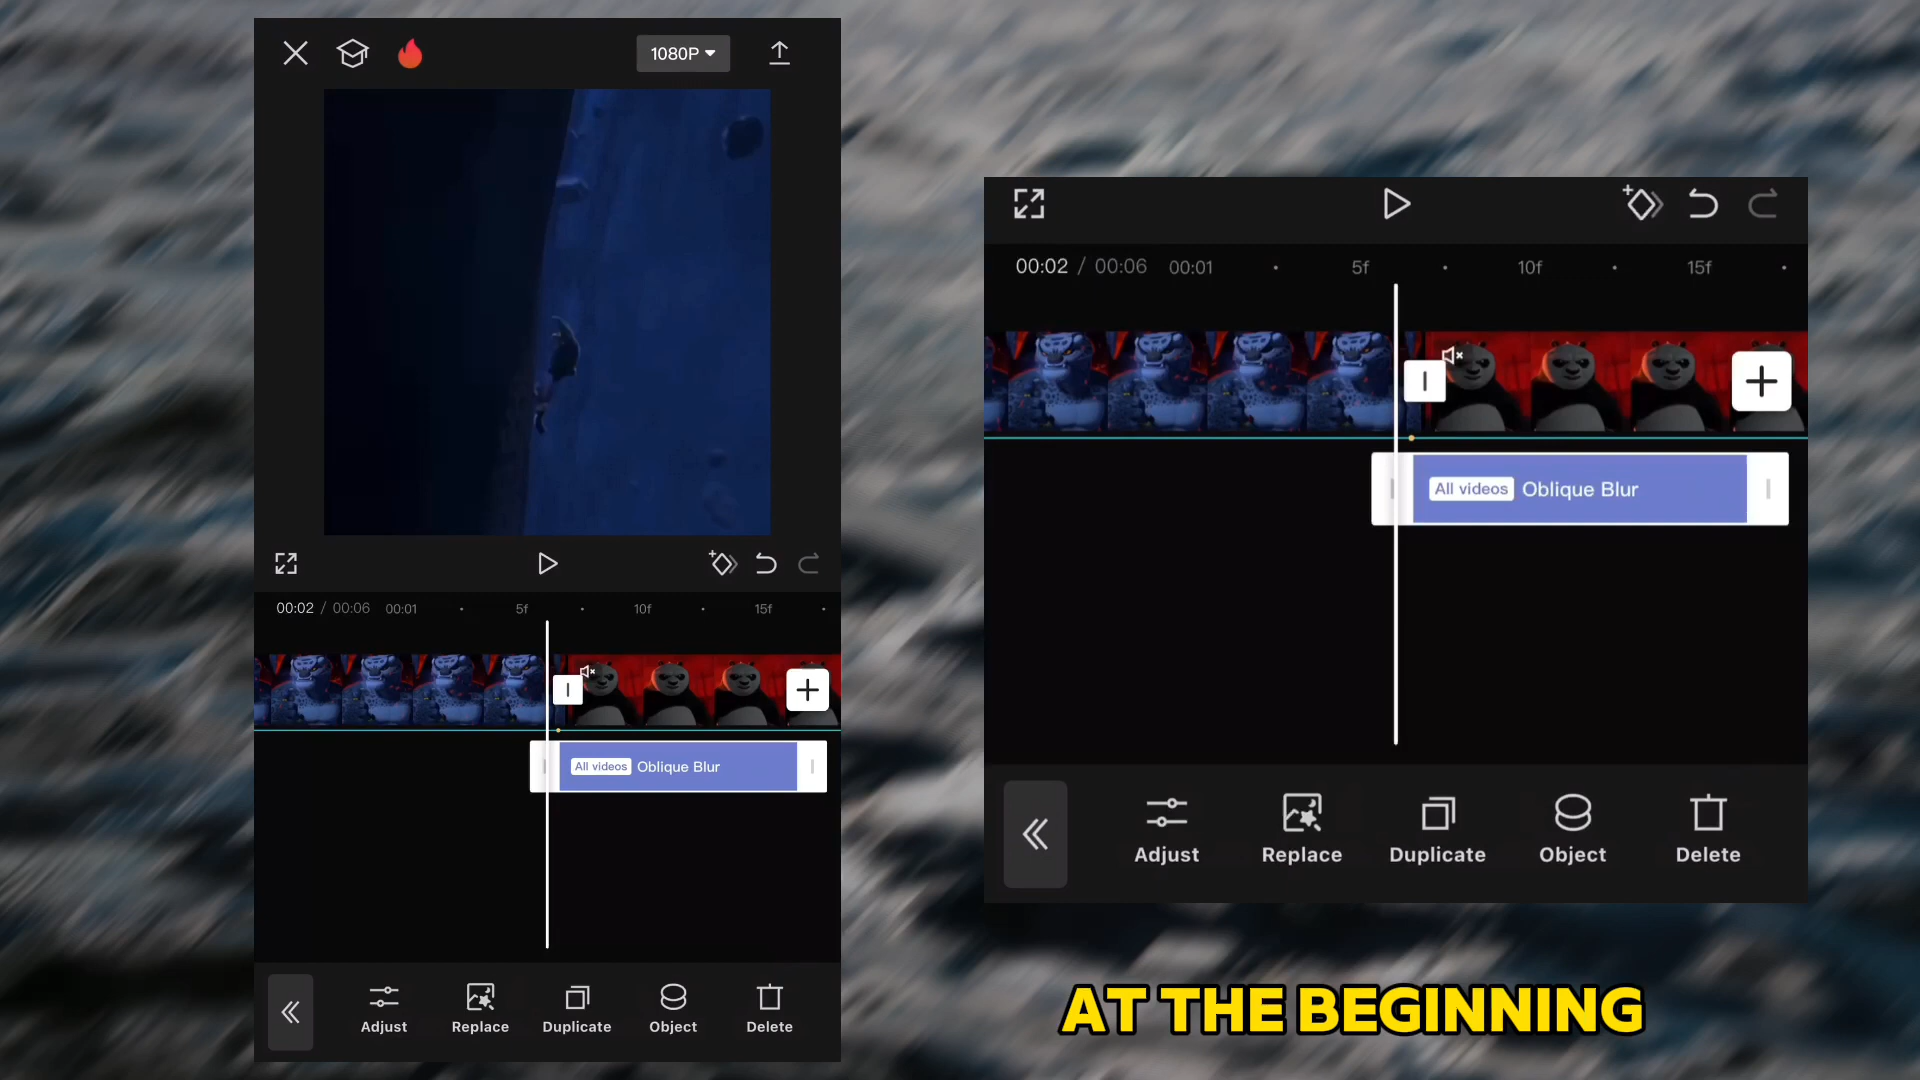 1080P
00:02 / 00:06 00:01 5f 10f 15f
All videos Oblique Blur
Adjust Replace Duplicate Object Delete
00:02 / 00:06 00:01 5f 10f 15f
All videos Oblique Blur
Adjust Replace Duplicate Object Delete
AT THE BEGINNING